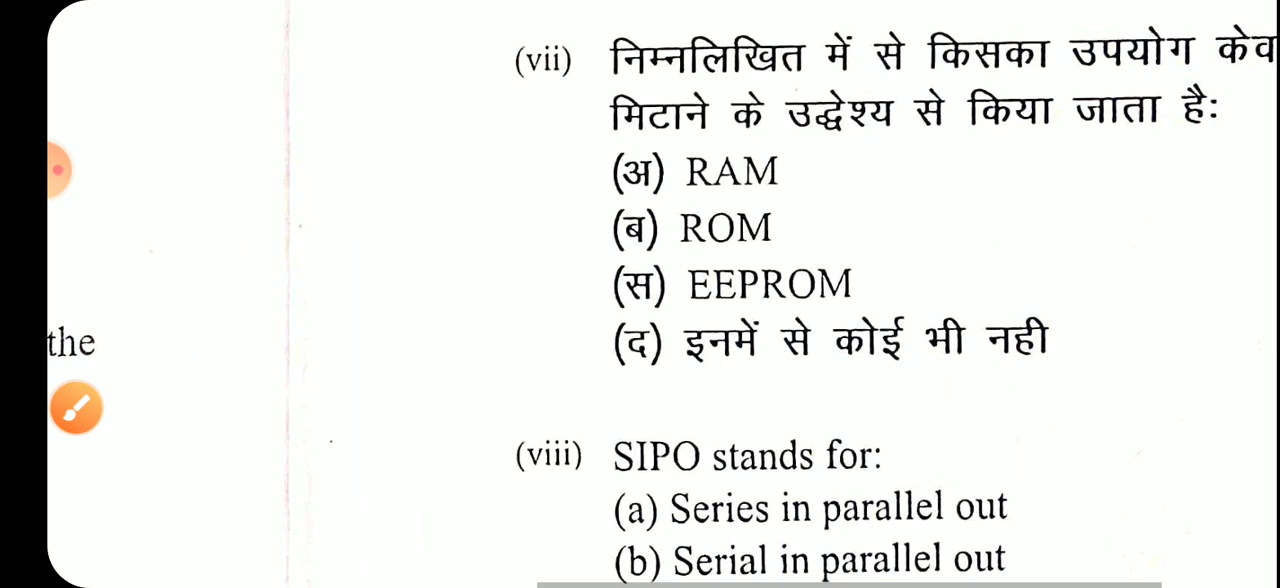 (vii) निम्नलिखित में से किसका उपयोग केव
मिटाने के उद्धेश्य से किया जाता हैः
(अ) RAM
(ब) ROM
(स) EEPROM
(द) इनमें से कोई भी नही
the
(viii) SIPO stands for:
(a) Series in parallel out
(b) Serial in parallel out